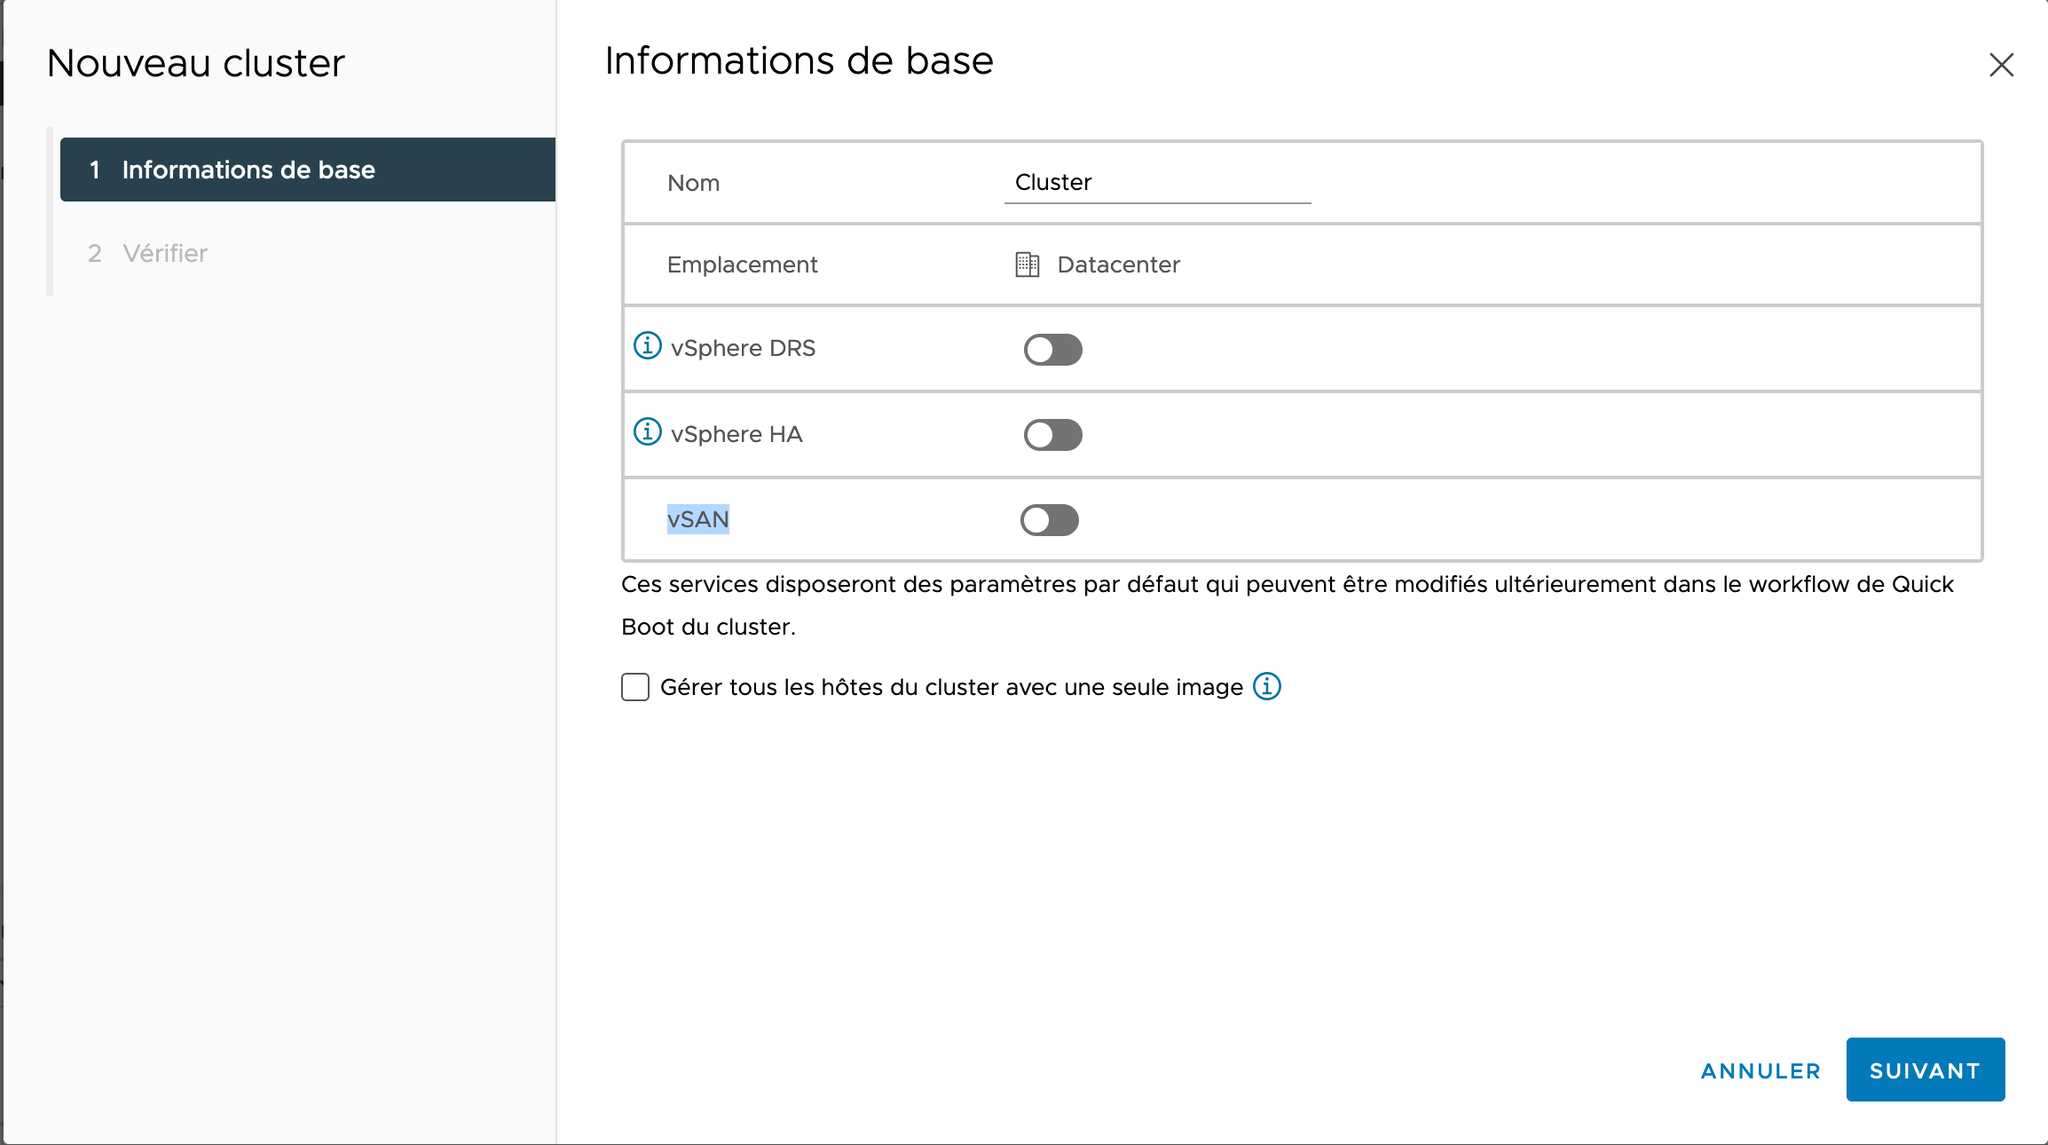 Nouveau cluster
1 Informations de base
2 Vérifier
Informations de base
Nom Cluster
Emplacement Datacenter
vSphere DRS
vSphere HA
vSAN
Ces services disposeront des paramètres par défaut qui peuvent être modifiés ultérieurement dans le workflow de Quick
Boot du cluster.
Gérer tous les hôtes du cluster avec une seule image
ANNULER SUIVANT